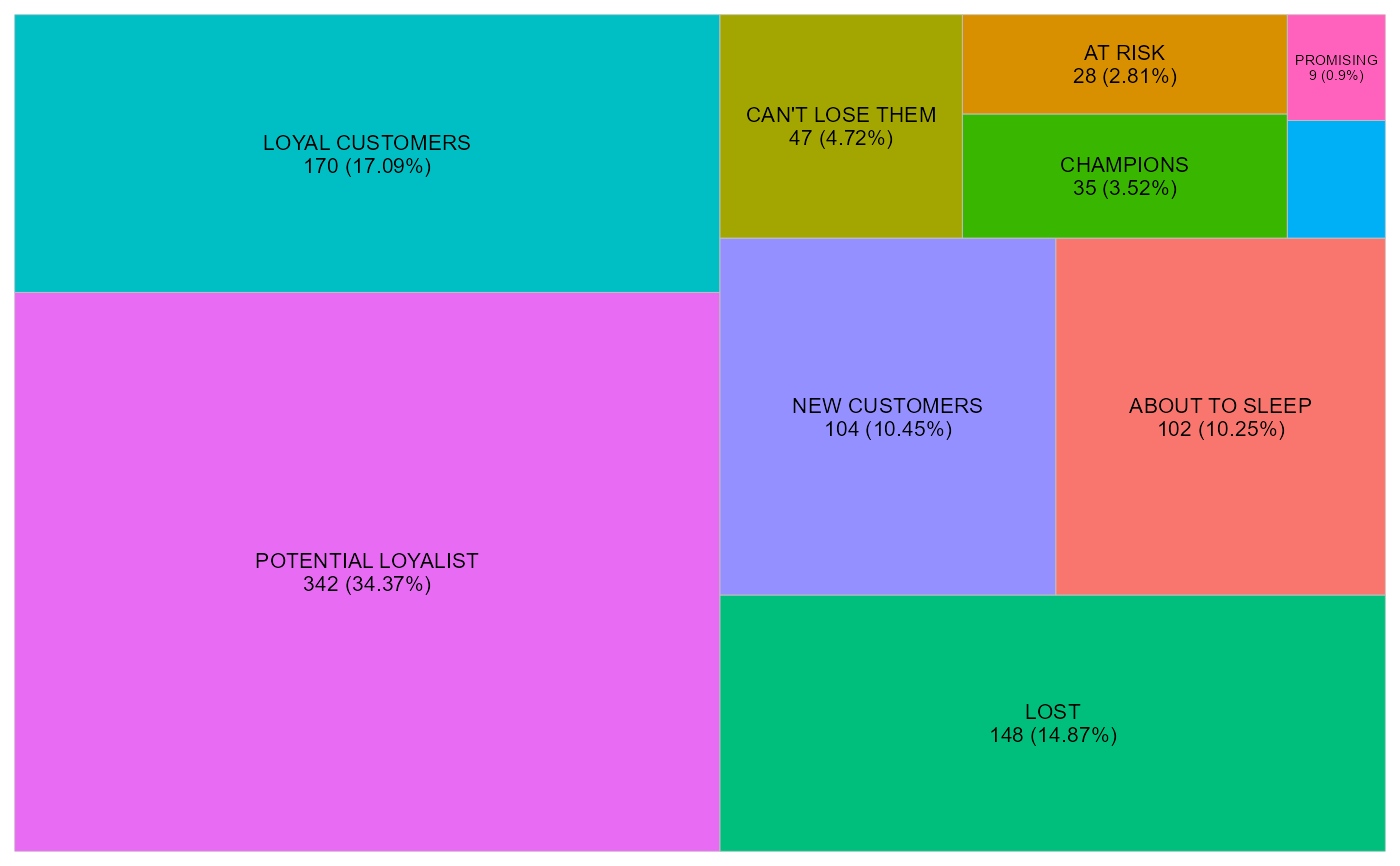 LOYAL CUSTOMERS
170 (17.09%)
CAN'T LOSE THEM
47 (4.72%)
AT RISK
28 (2.81%)
PROMISING
9 (0.9%)
CHAMPIONS
35 (3.52%)
NEW CUSTOMERS
104 (10.45%)
ABOUT TO SLEEP
102 (10.25%)
POTENTIAL LOYALIST
342 (34.37%)
LOST
148 (14.87%)